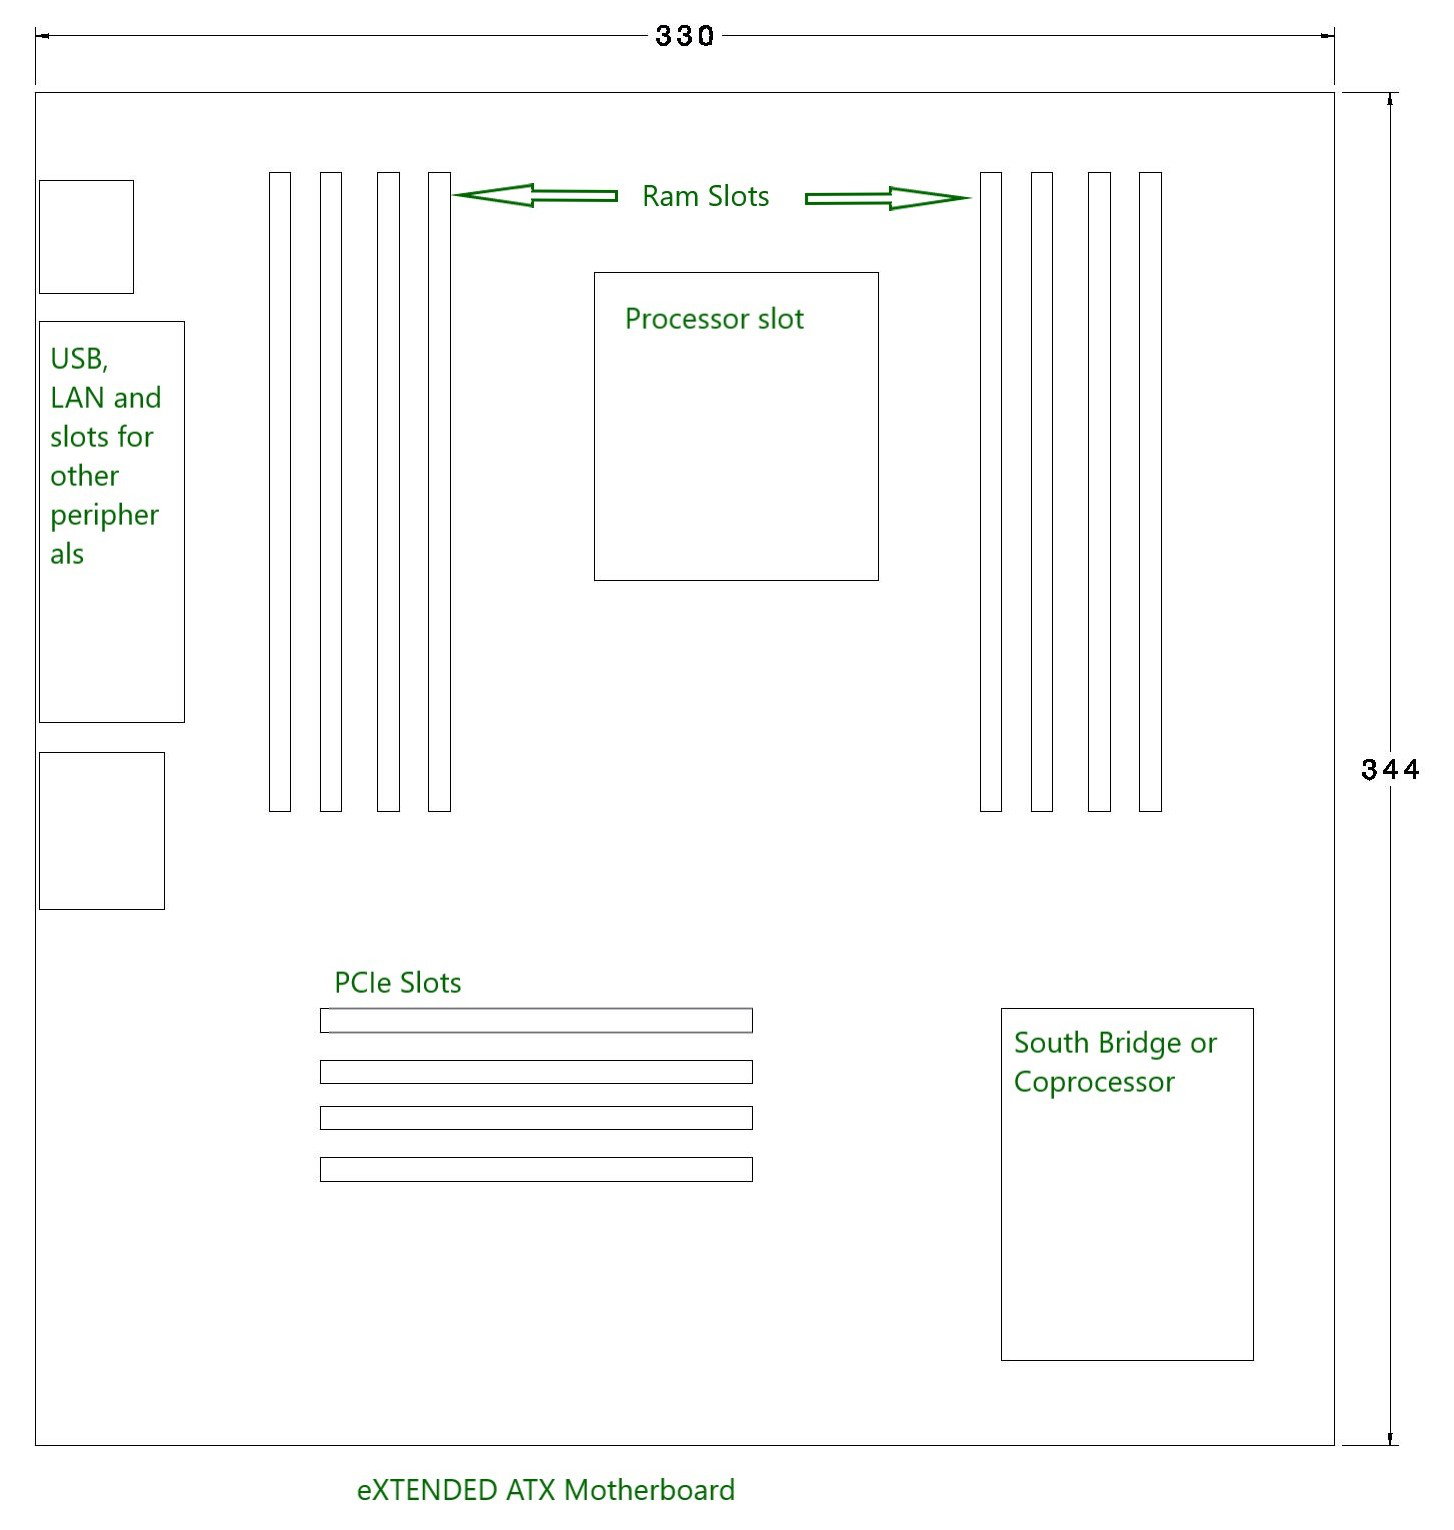 330
Ram Slots
Processor slot
USB,
LAN and
slots for
other
peripher
als
344
PCIe Slots
South Bridge or
Coprocessor
eXTENDED ATX Motherboard